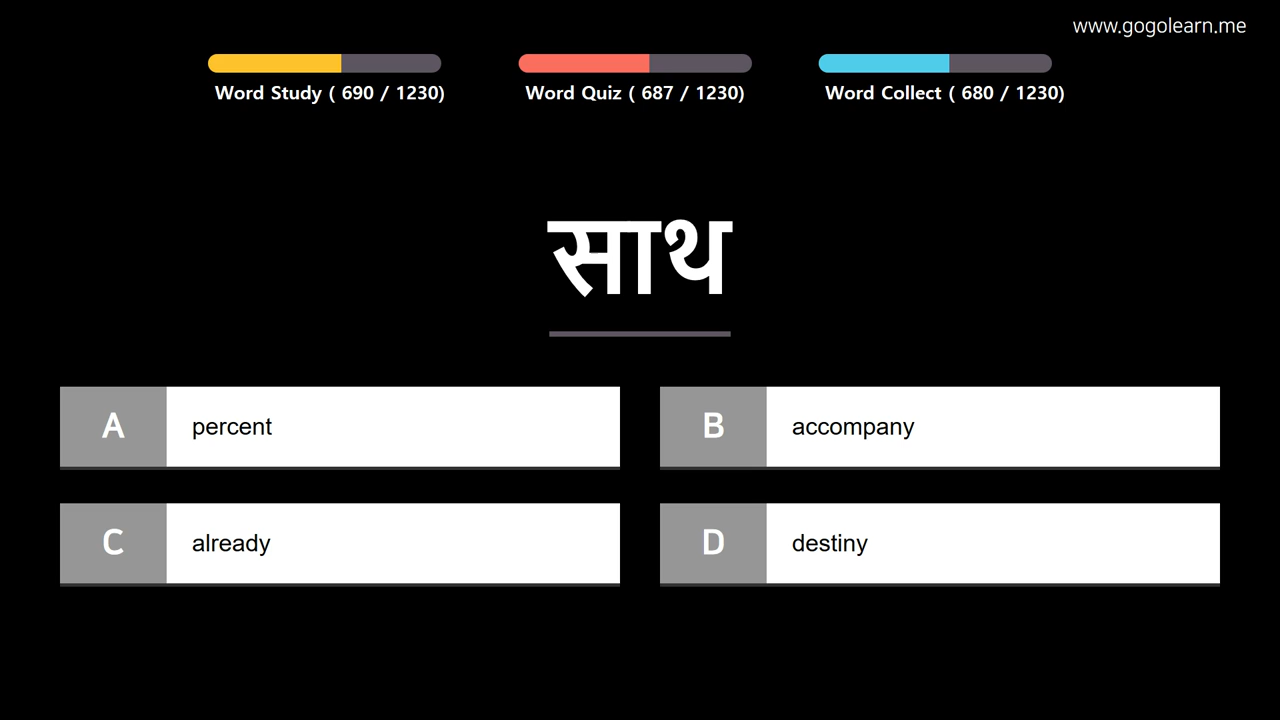 www.gogolearn.me
Word Study ( 690 / 1230)
Word Quiz ( 687 / 1230)
Word Collect ( 680 / 1230)
साथ
A percent
B accompany
C already
D destiny